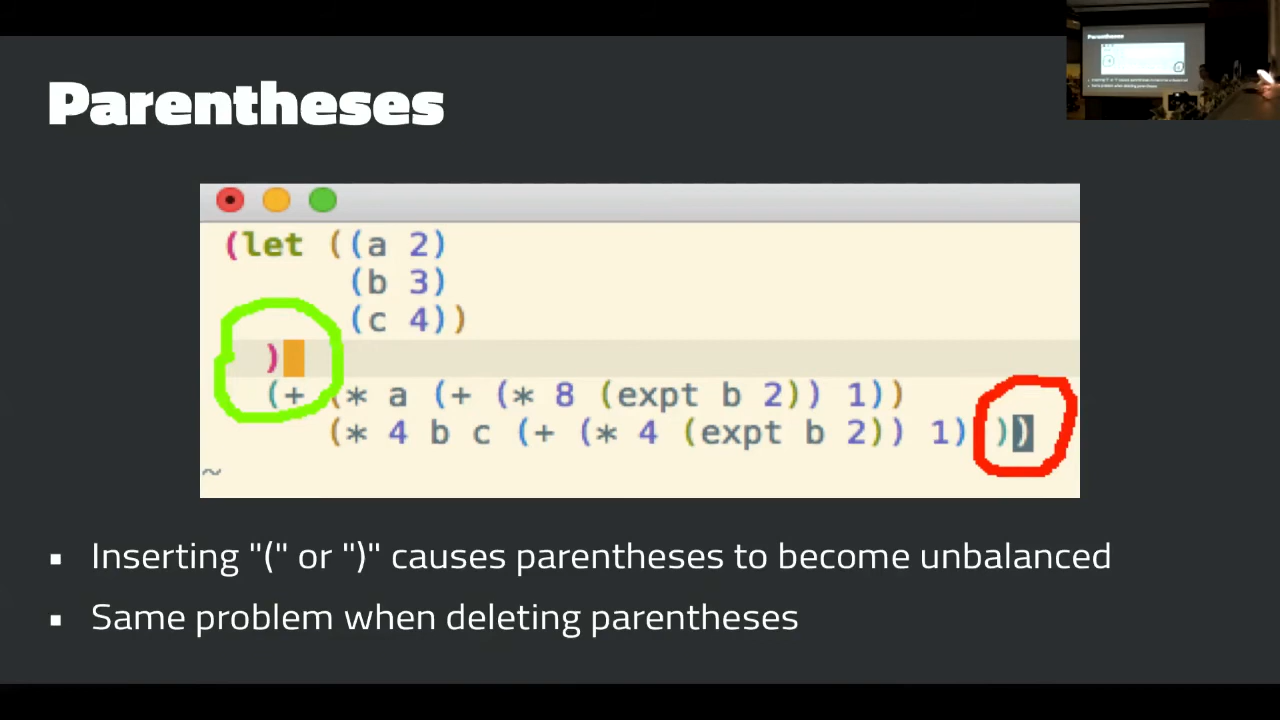 Parentheses
(let ((a 2)
(b 3)
(c 4))
)
(+ (* a (+ (* 8 (expt b 2)) 1))
(* 4 b c (+ (* 4 (expt b 2)) 1) ))
~
▪ Inserting "(" or ")" causes parentheses to become unbalanced
▪ Same problem when deleting parentheses
Parentheses